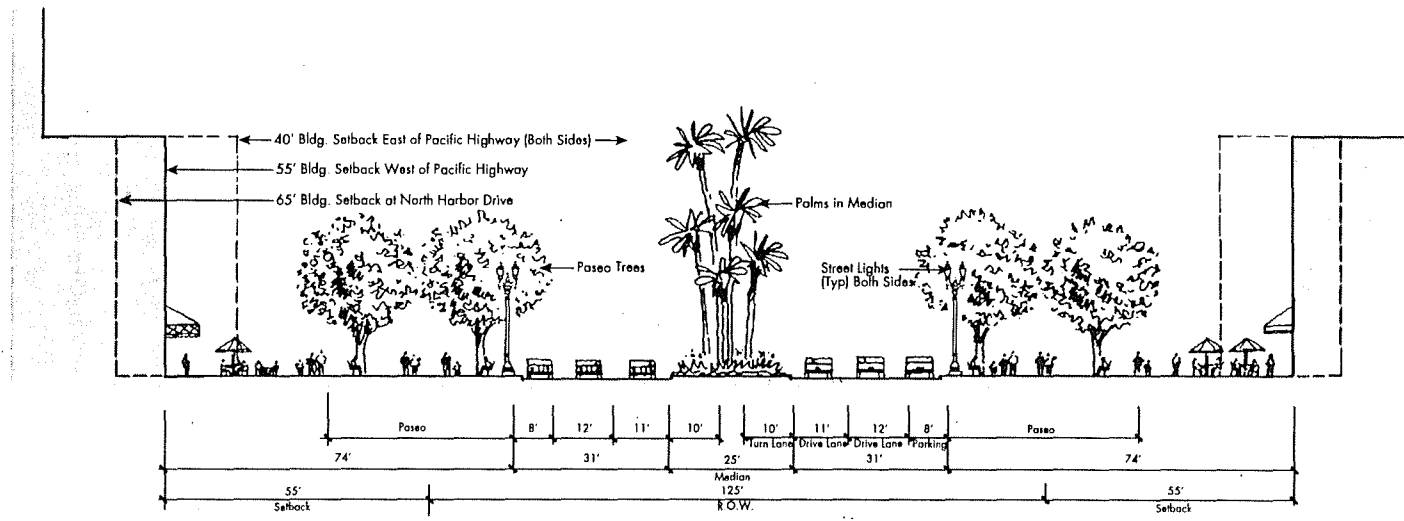 40' Bldg. Setback East of Pacific Highway (Both Sides)
55' Bldg. Setback West of Pacific Highway
65' Bldg. Setback at North Harbor Drive
Palms in Median
Paseo Trees
Street Lights
(Typ) Both Sides
Paseo 8' 12' 11' 10' 10' 11' 12' 8' Paseo
Turn Lane Drive Lane Drive Lane Parking
74' 31' 25' 31' 74'
Median
55' 125' 55'
Setback R.O.W. Setback